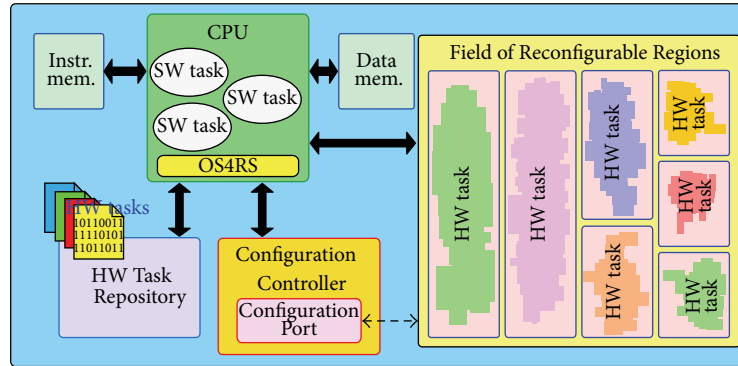 CPU
Instr.
mem.
SW task
SW task
SW task
OS4RS
Data
mem.
Field of Reconfigurable Regions
HW task
HW task
HW task
HW
task
HW
task
HW
task
HW
task
HW tasks
10110011
11110101
11011011
HW Task
Repository
Configuration
Controller
Configuration
Port